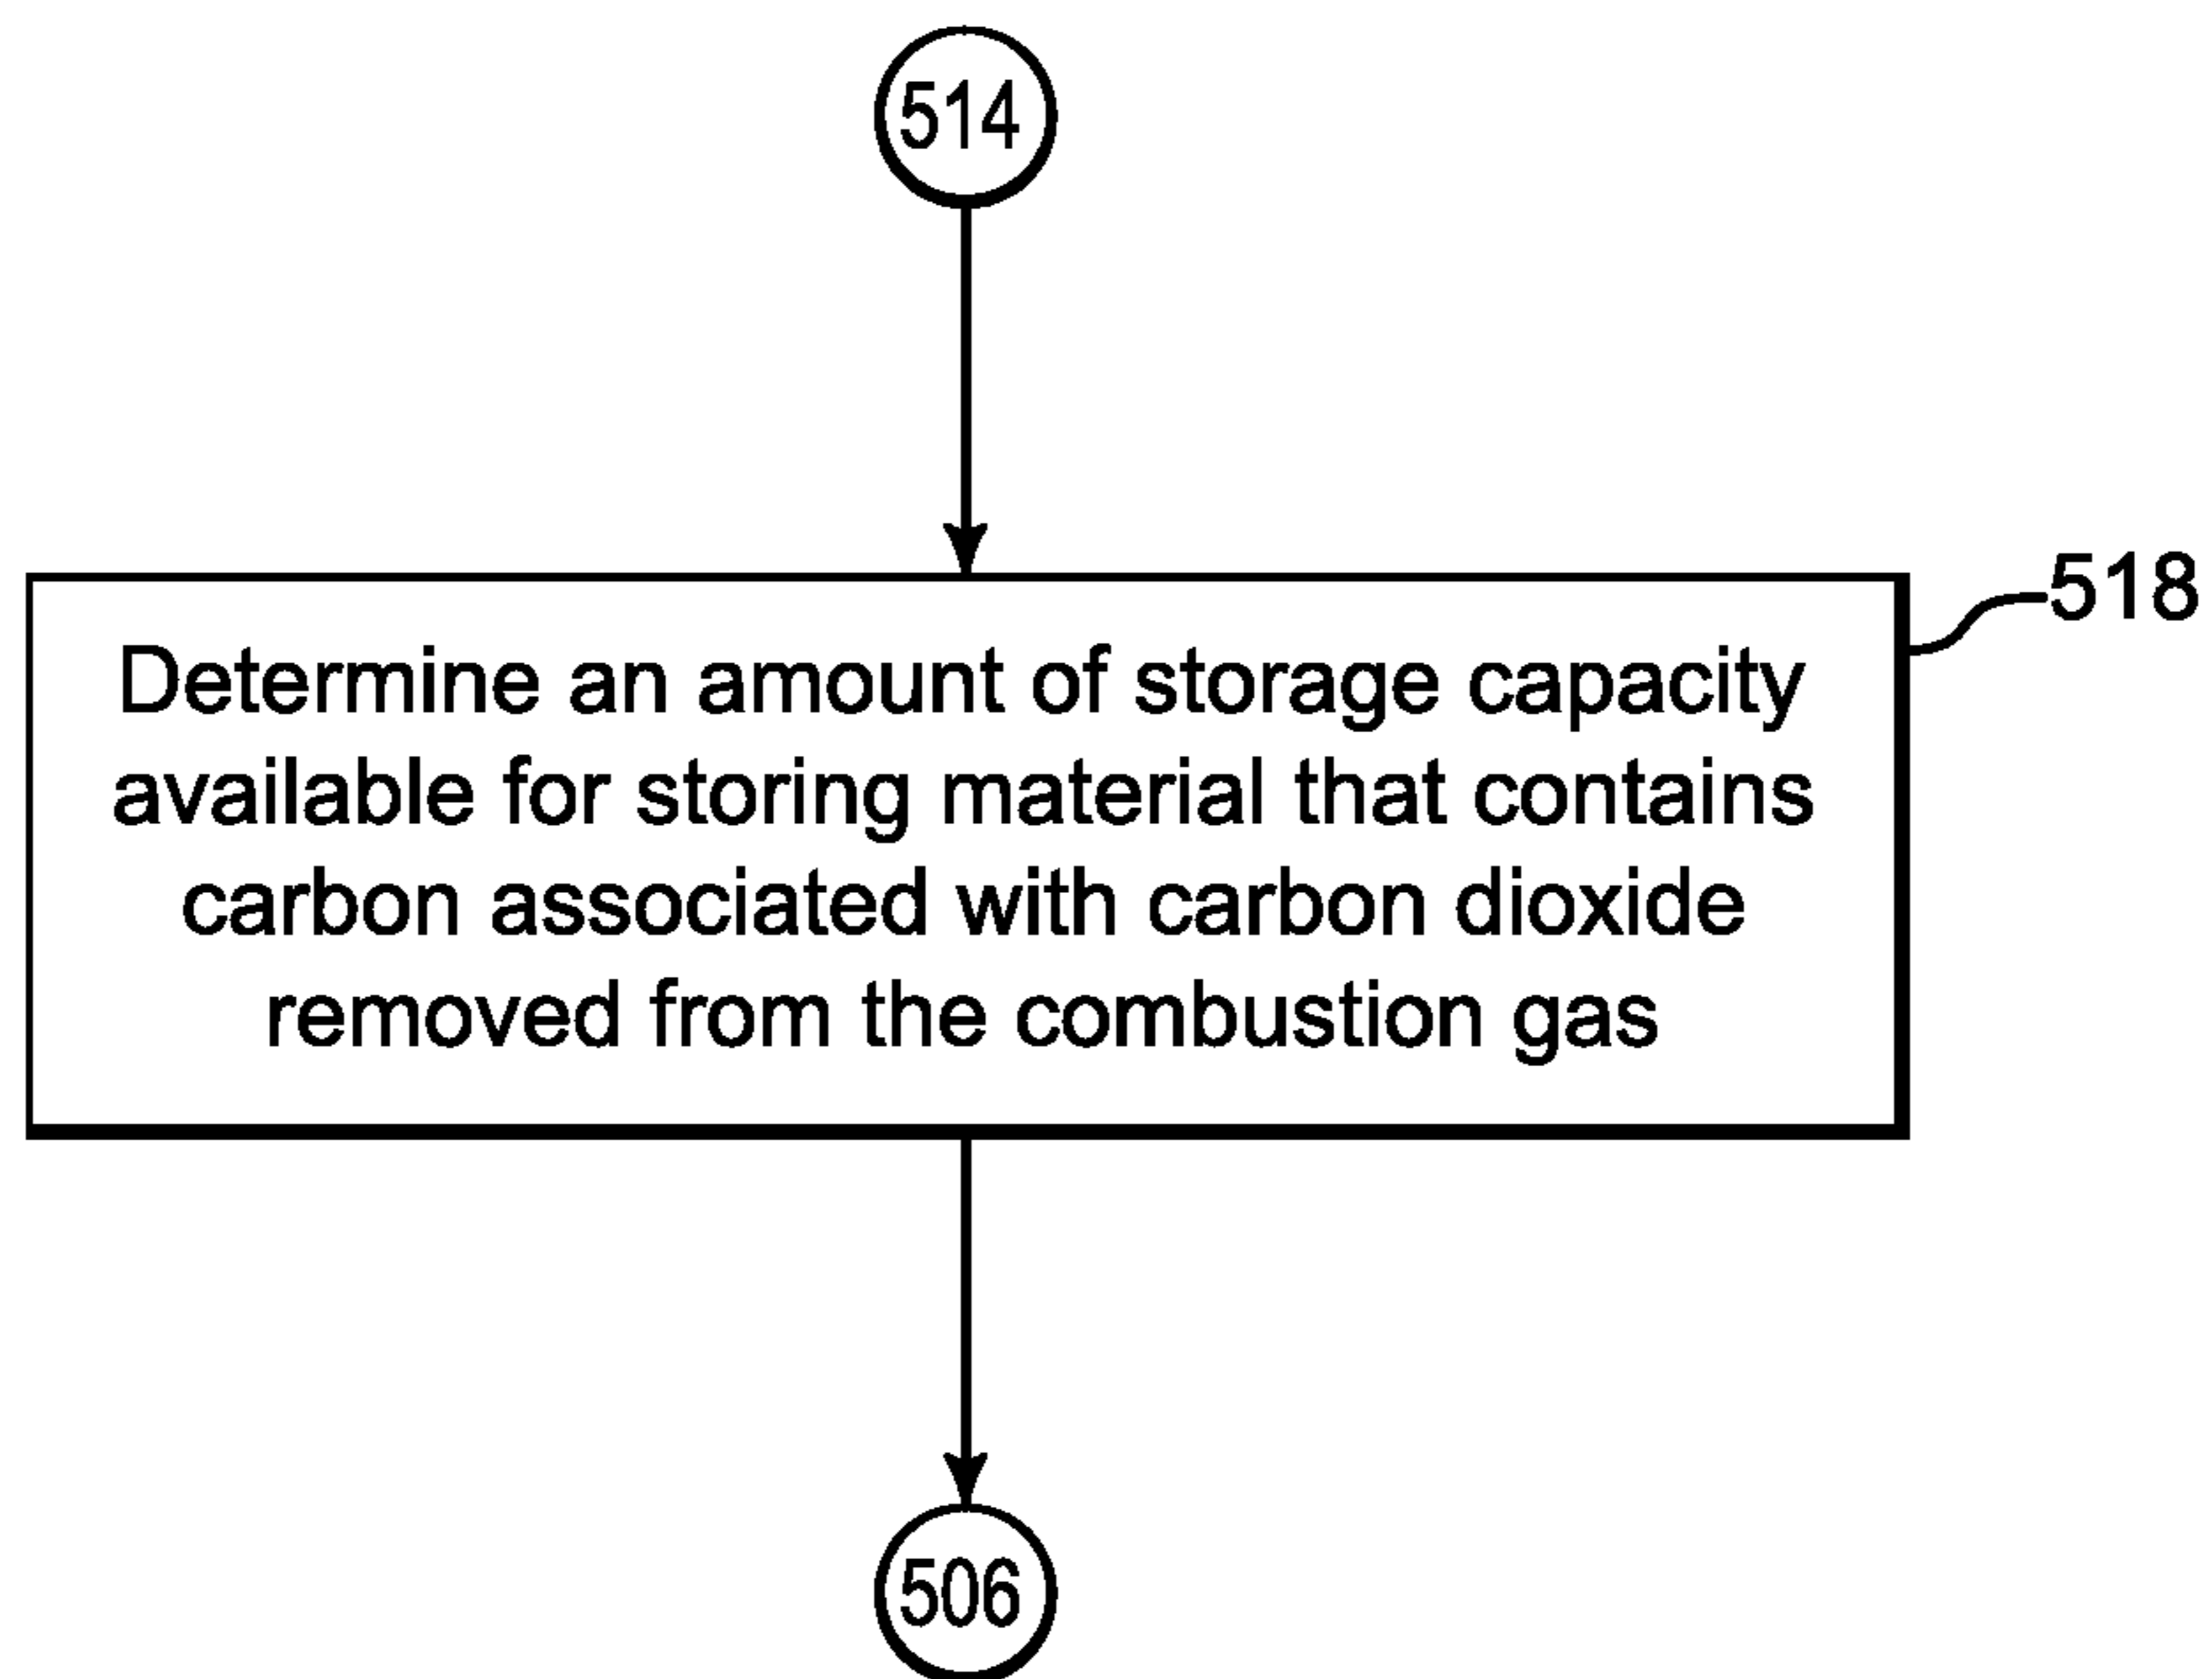 514
518
Determine an amount of storage capacity
available for storing material that contains
carbon associated with carbon dioxide
removed from the combustion gas
506